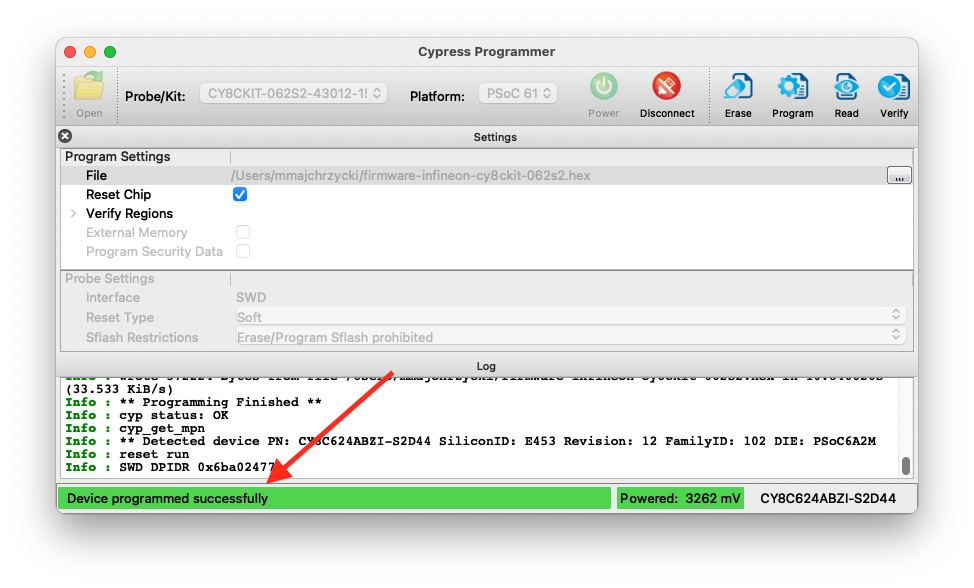 Cypress Programmer
Open
Probe/Kit:
CY8CKIT-062S2-43012-1
Platform:
PSoC 61
Power
Disconnect
Erase
Program
Read
Verify
Settings
Program Settings
File
/Users/mmajchrzycki/firmware-infineon-cy8ckit-062s2.hex
...
Reset Chip
Verify Regions
External Memory
Program Security Data
Probe Settings
Interface
SWD
Reset Type
Soft
Sflash Restrictions
Erase/Program Sflash prohibited
Log
(33.533 KiB/s)
Info : ** Programming Finished **
Info : cyp status: OK
Info : cyp_get_mpn
Info : ** Detected device PN: CY8C624ABZI-S2D44 SiliconID: E453 Revision: 12 FamilyID: 102 DIE: PSoC6A2M
Info : reset run
Info : SWD DPIDR 0x6ba02477
Device programmed successfully
Powered: 3262 mV
CY8C624ABZI-S2D44